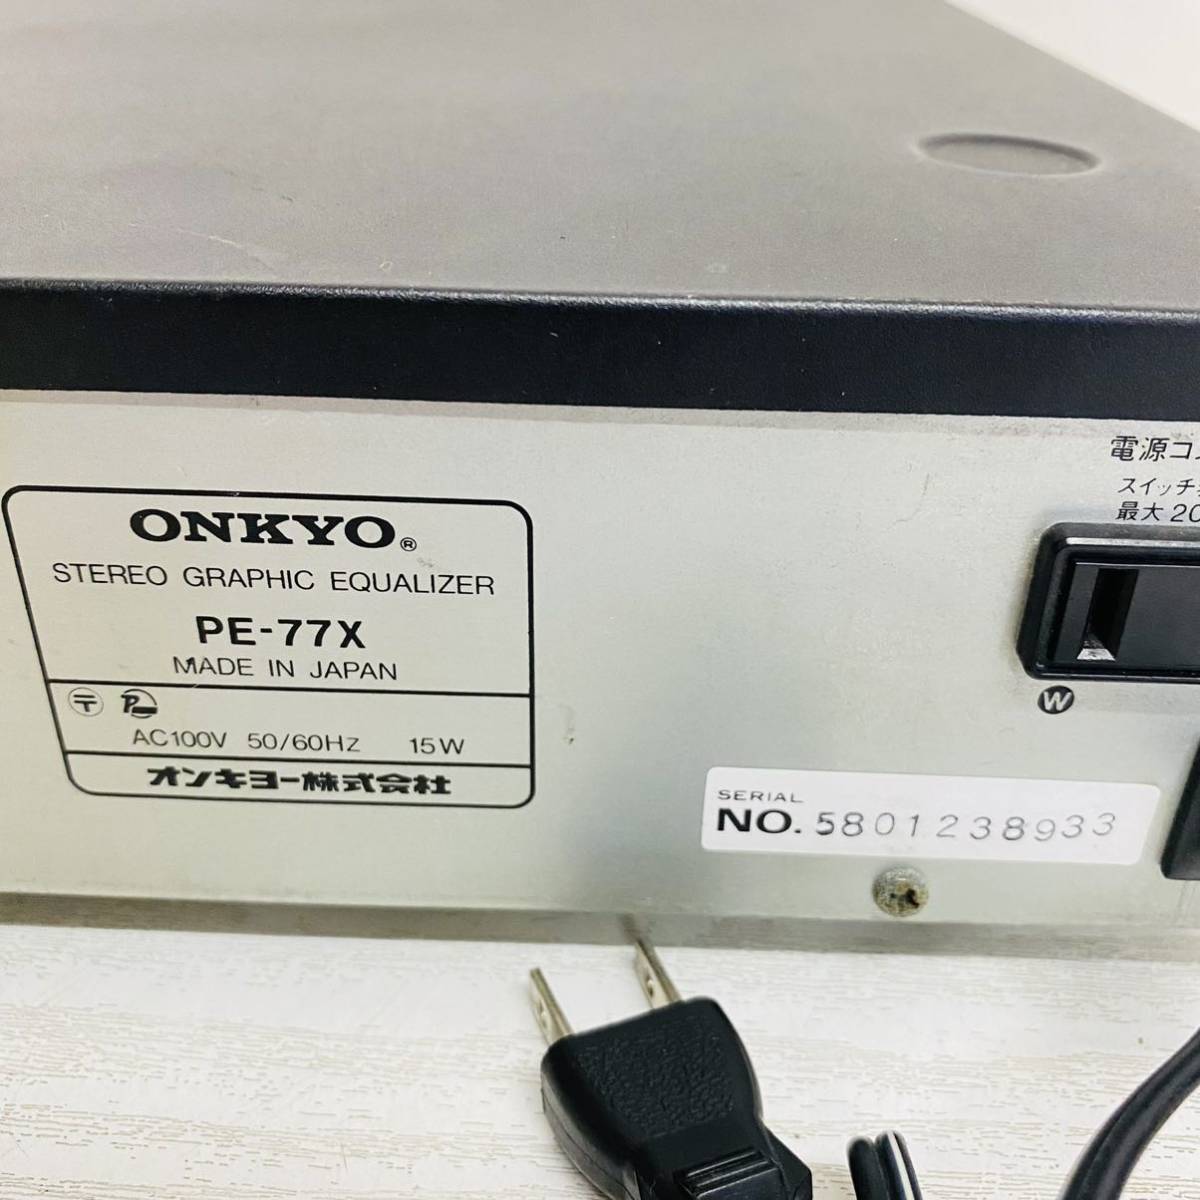 ONKYO®
STEREO GRAPHIC EQUALIZER
PE-77X
MADE IN JAPAN
〒 P
AC100V 50/60Hz 15W
オンキヨー株式会社
電源コ
スイッチ
最大 20
W
SERIAL
NO. 5801238933